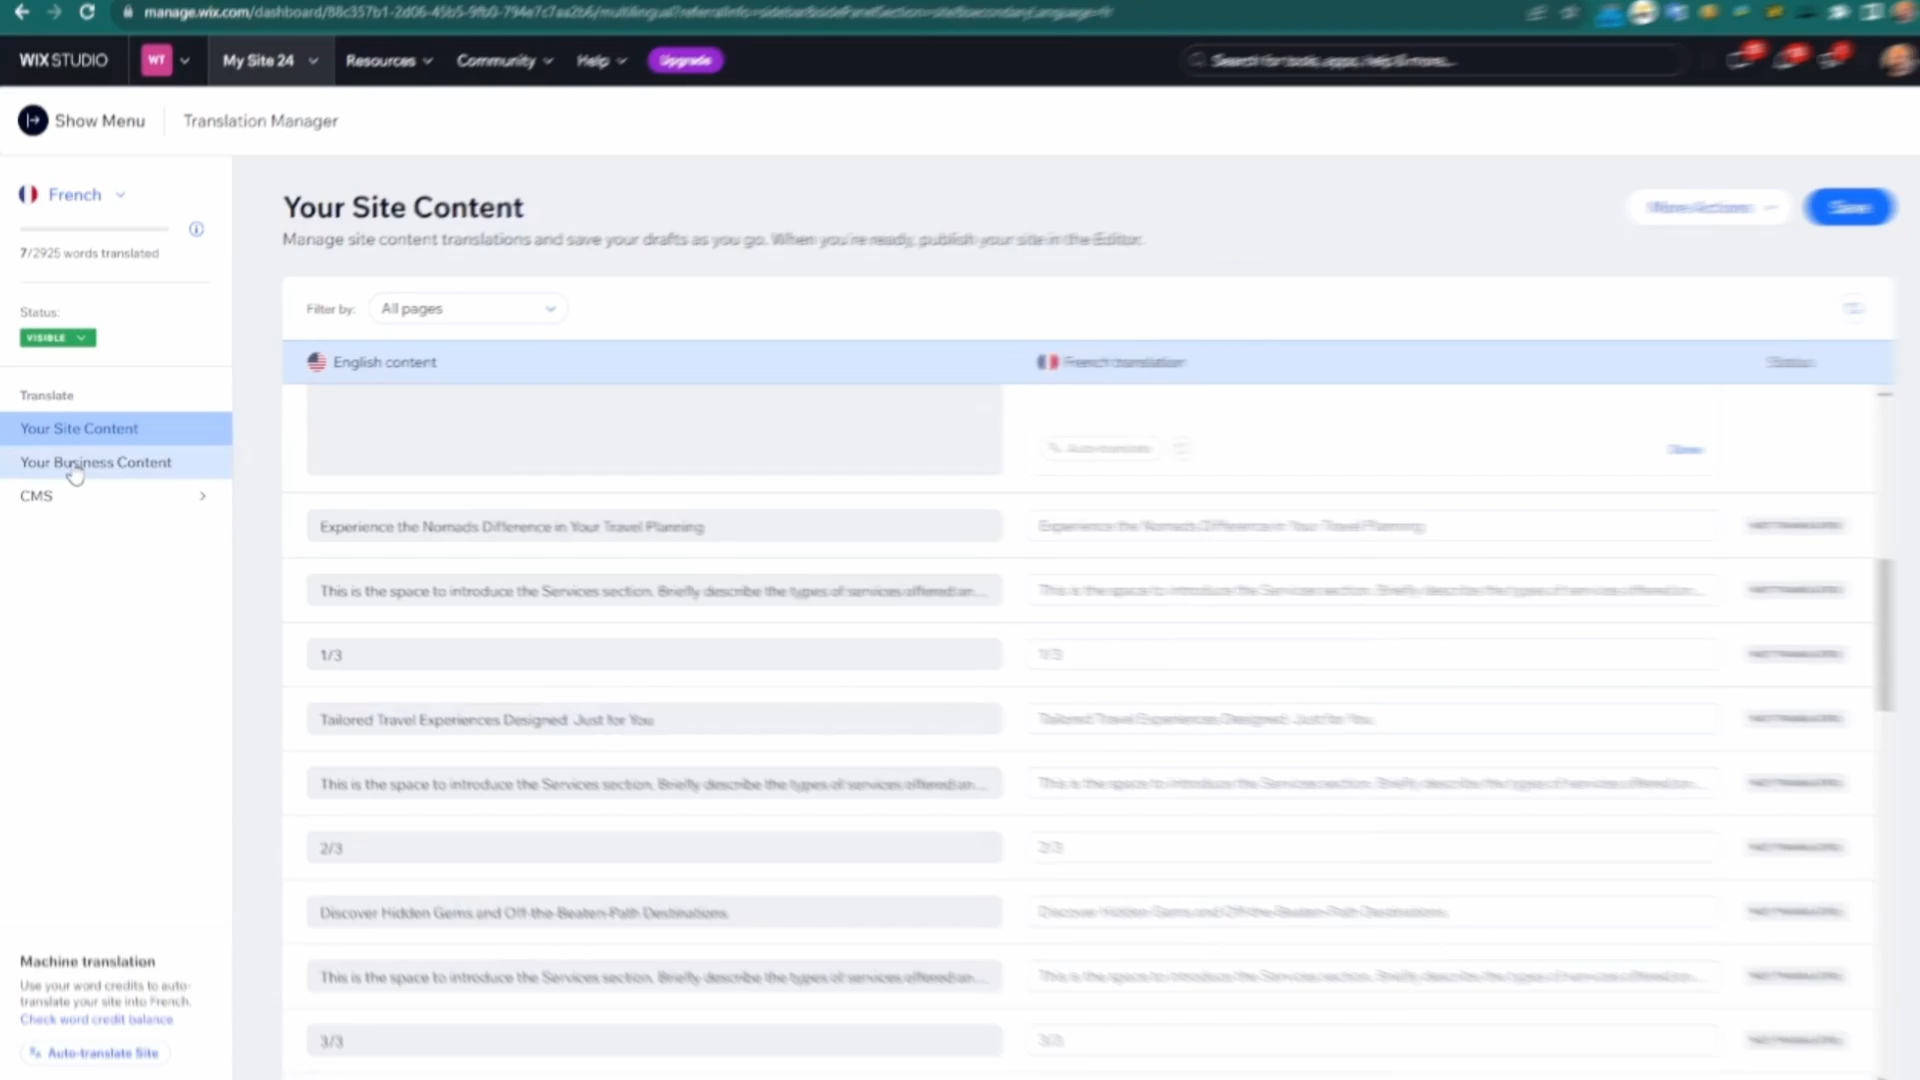 manage.wix.com/dashboard/
WIX STUDIO
WT
My Site 24
Resources
Community
Help
Upgrade
Search for tools, apps, help & more...
Show Menu
Translation Manager
French
7/2925 words translated
Status:
VISIBLE
Translate
Your Site Content
Your Business Content
CMS
Machine translation
Use your word credits to auto-
translate your site into French.
Check word credit balance
Auto-translate Site
Your Site Content
More Actions
Save
Manage site content translations and save your drafts as you go. When you're ready, publish your site in the Editor.
Filter by:
All pages
English content
French translation
Status
Auto-translate
Experience the Nomads Difference in Your Travel Planning
Experience the Nomads Difference in Your Travel Planning
This is the space to introduce the Services section. Briefly describe the types of services offered an...
This is the space to introduce the Services section. Briefly describe the types of services offered an...
1/3
1/3
Tailored Travel Experiences Designed Just for You
Tailored Travel Experiences Designed Just for You
This is the space to introduce the Services section. Briefly describe the types of services offered an...
This is the space to introduce the Services section. Briefly describe the types of services offered an...
2/3
2/3
Discover Hidden Gems and Off-the-Beaten-Path Destinations
Discover Hidden Gems and Off-the-Beaten-Path Destinations
This is the space to introduce the Services section. Briefly describe the types of services offered an...
This is the space to introduce the Services section. Briefly describe the types of services offered an...
3/3
3/3